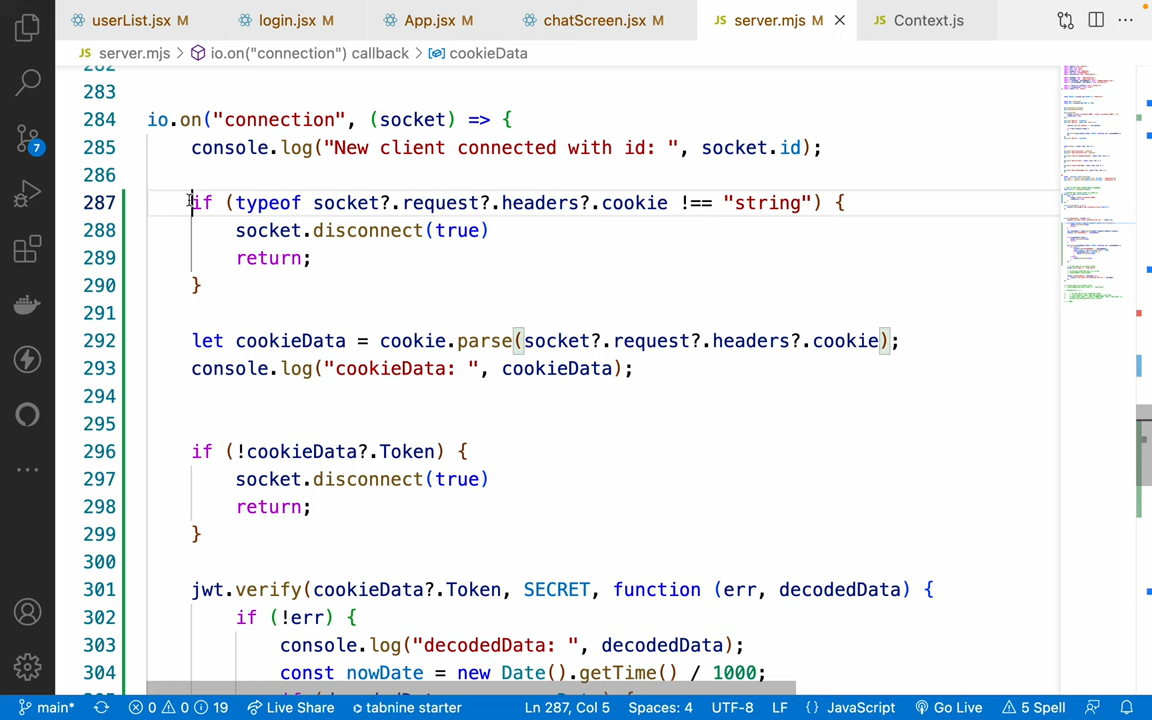 userList.jsx M login.jsx M App.jsx M chatScreen.jsx M JS server.mjs M JS Context.js
JS server.mjs > io.on("connection") callback > cookieData
282
283
284 io.on("connection", (socket) => {
285 console.log("New client connected with id: ", socket.id);
286
287 if (typeof socket?.request?.headers?.cookie !== "string") {
288 socket.disconnect(true)
289 return;
290 }
291
292 let cookieData = cookie.parse(socket?.request?.headers?.cookie);
293 console.log("cookieData: ", cookieData);
294
295
296 if (!cookieData?.Token) {
297 socket.disconnect(true)
298 return;
299 }
300
301 jwt.verify(cookieData?.Token, SECRET, function (err, decodedData) {
302 if (!err) {
303 console.log("decodedData: ", decodedData);
304 const nowDate = new Date().getTime() / 1000;
7
main* 0 0 19 Live Share tabnine starter Ln 287, Col 5 Spaces: 4 UTF-8 LF {} JavaScript Go Live 5 Spell